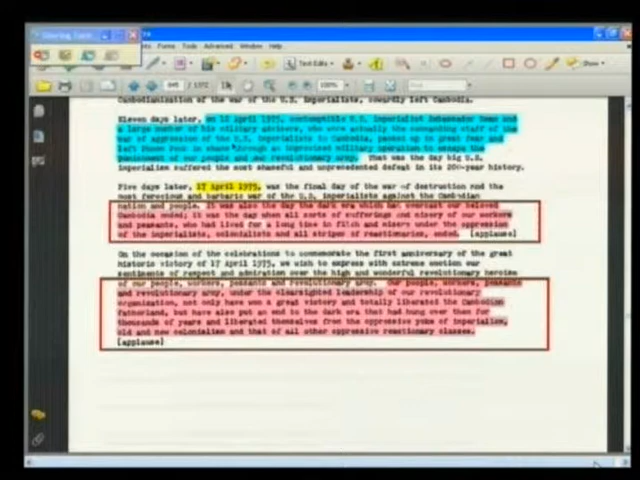 Forms Tools Advanced Window Help
Text Edits Show
100%
Cambodianization of the war of the U.S. imperialists, cowardly left Cambodia.
Eleven days later, on 12 April 1975, contemptible U.S. imperialist Ambassador Dean and
a large number of his military advisers, who were actually the commanding staff of the
war of aggression of the U.S. imperialists in Cambodia, packed up in great fear and
left Phnom Penh in shame through an improvised military operation to escape the
punishment of our people and our revolutionary army. That was the day big U.S.
imperialism suffered the most shameful and unprecedented defeat in its 200-year history.
Five days later, 17 April 1975, was the final day of the war of destruction and the
most ferocious and barbaric war of the U.S. imperialists against the Cambodian
nation and people. It was also the day the dark era which had overcast our beloved
Cambodia ended; it was the day when all sorts of sufferings and misery of our workers
and peasants, who had lived for a long time in filth and misery under the oppression
of the imperialists, colonialists and all stripes of reactionaries, ended. [applause]
On the occasion of the celebrations to commemorate the first anniversary of the great
historic victory of 17 April 1975, we wish to express with extreme emotion our
sentiments of respect and admiration over the high and wonderful revolutionary heroism
of our people, workers, peasants and revolutionary army. Our people, workers, peasants
and revolutionary army, under the clearsighted leadership of our revolutionary
organization, not only have won a great victory and totally liberated the Cambodian
fatherland, but have also put an end to the dark era that had hung over them for
thousands of years and liberated themselves from the oppressive yoke of imperialism,
old and new colonialism and that of all other oppressive reactionary classes.
[applause]